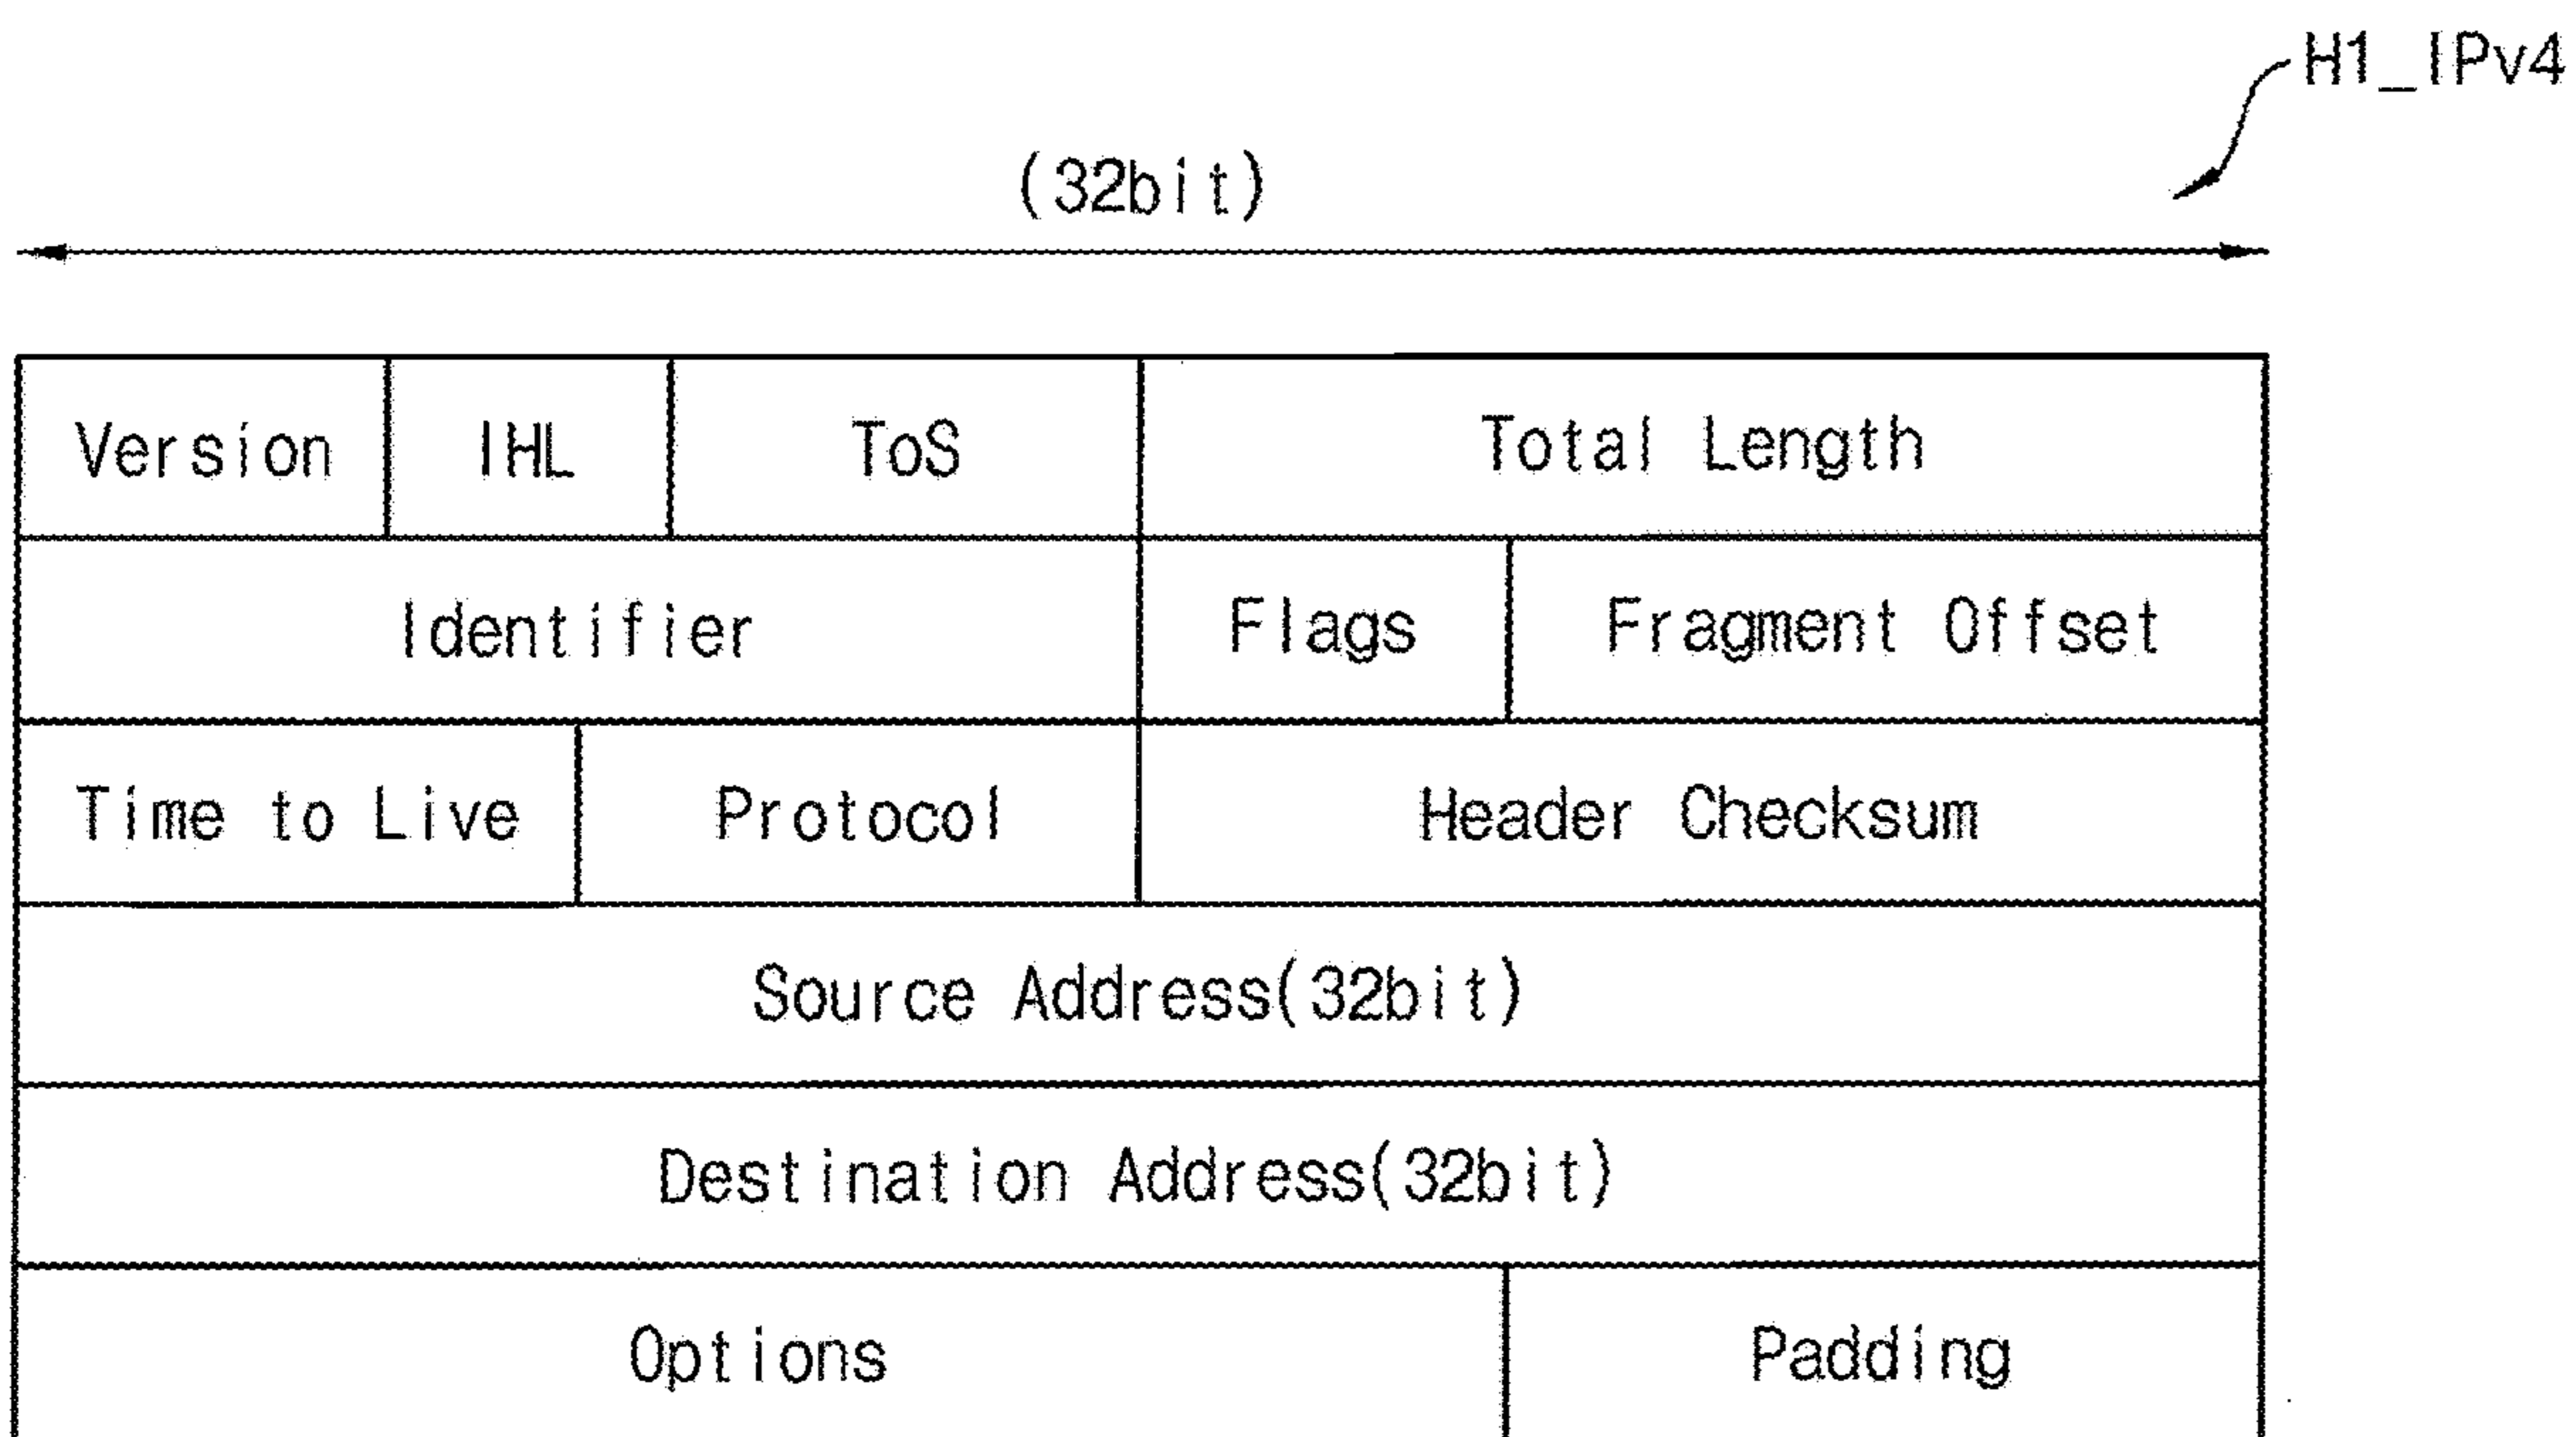 H1_IPv4
(32bit)
Version IHL ToS Total Length
Identifier Flags Fragment Offset
Time to Live Protocol Header Checksum
Source Address(32bit)
Destination Address(32bit)
Options Padding